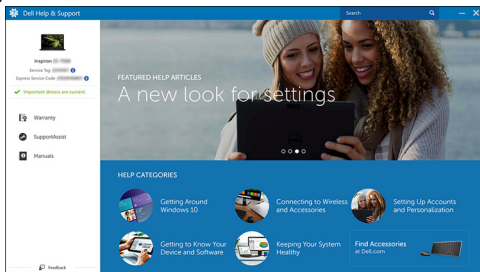 Dell Help & Support
Search
Inspiron
Service Tag
Express Service Code
Important drivers are current
Warranty
SupportAssist
Manuals
Feedback
FEATURED HELP ARTICLES
A new look for settings
HELP CATEGORIES
Getting Around
Windows 10
Connecting to Wireless
and Accessories
Setting Up Accounts
and Personalization
Getting to Know Your
Device and Software
Keeping Your System
Healthy
Find Accessories
at Dell.com